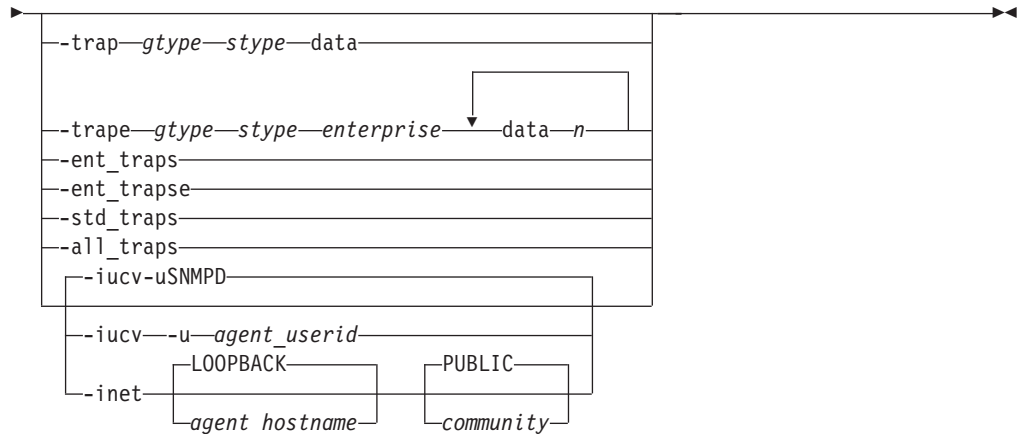 -trap gtype stype data
-trape gtype stype enterprise data n
-ent_traps
-ent_trapse
-std_traps
-all_traps
-iucv-uSNMPD
-iucv -u agent_userid
LOOPBACK PUBLIC
-inet
agent hostname community